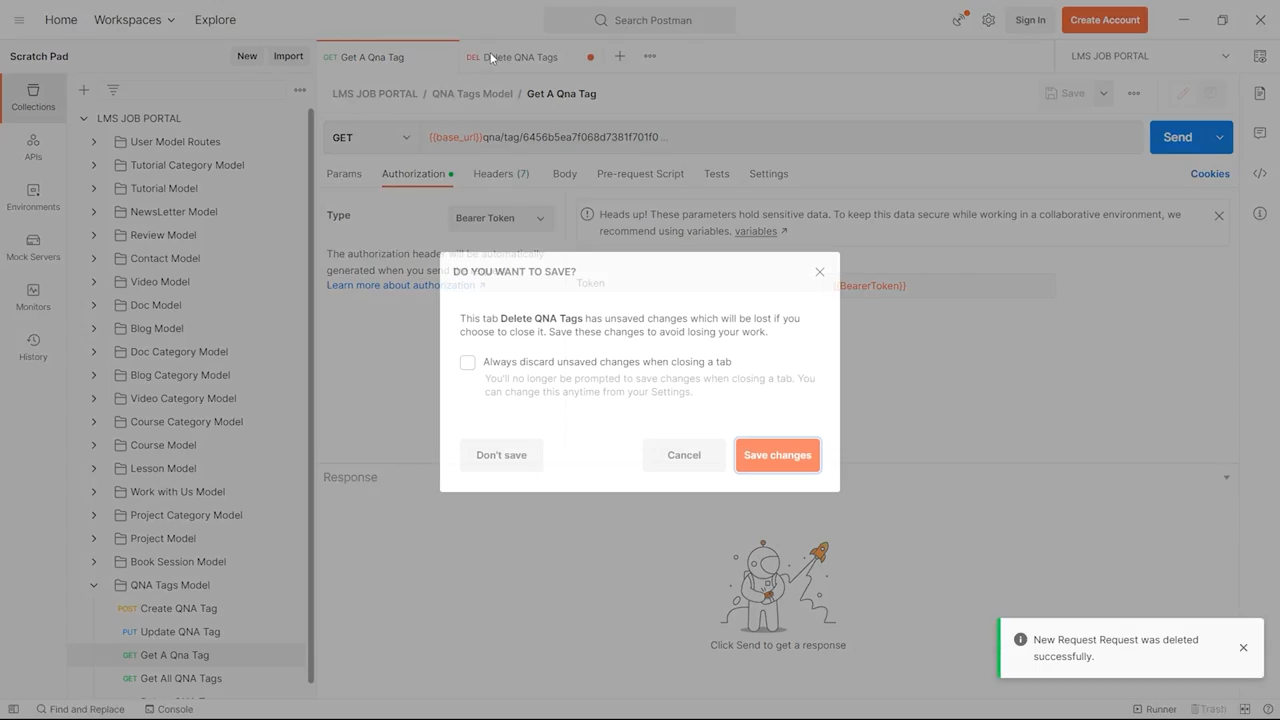 Home
Workspaces
Explore
Search Postman
Sign In
Create Account
Scratch Pad
New
Import
GET Get A Qna Tag
DEL Delete QNA Tags
LMS JOB PORTAL
Collections
APIs
Environments
Mock Servers
Monitors
History
LMS JOB PORTAL
User Model Routes
Tutorial Category Model
Tutorial Model
NewsLetter Model
Review Model
Contact Model
Video Model
Doc Model
Blog Model
Doc Category Model
Blog Category Model
Video Category Model
Course Category Model
Course Model
Lesson Model
Work with Us Model
Project Category Model
Project Model
Book Session Model
QNA Tags Model
POST Create QNA Tag
PUT Update QNA Tag
GET Get A Qna Tag
GET Get All QNA Tags
LMS JOB PORTAL / QNA Tags Model / Get A Qna Tag
Save
GET
{{base_url}}qna/tag/6456b5ea7f068d7381f701f0 ...
Send
Params
Authorization
Headers (7)
Body
Pre-request Script
Tests
Settings
Cookies
Type
Bearer Token
Heads up! These parameters hold sensitive data. To keep this data secure while working in a collaborative environment, we
recommend using variables. variables ↗
The authorization header will be automatically
generated when you send
Learn more about authorization ↗
Token
{{BearerToken}}
DO YOU WANT TO SAVE?
This tab Delete QNA Tags has unsaved changes which will be lost if you
choose to close it. Save these changes to avoid losing your work.
Always discard unsaved changes when closing a tab
You'll no longer be prompted to save changes when closing a tab. You
can change this anytime from your Settings.
Don't save
Cancel
Save changes
Response
Click Send to get a response
New Request Request was deleted
successfully.
Find and Replace
Console
Runner
Trash